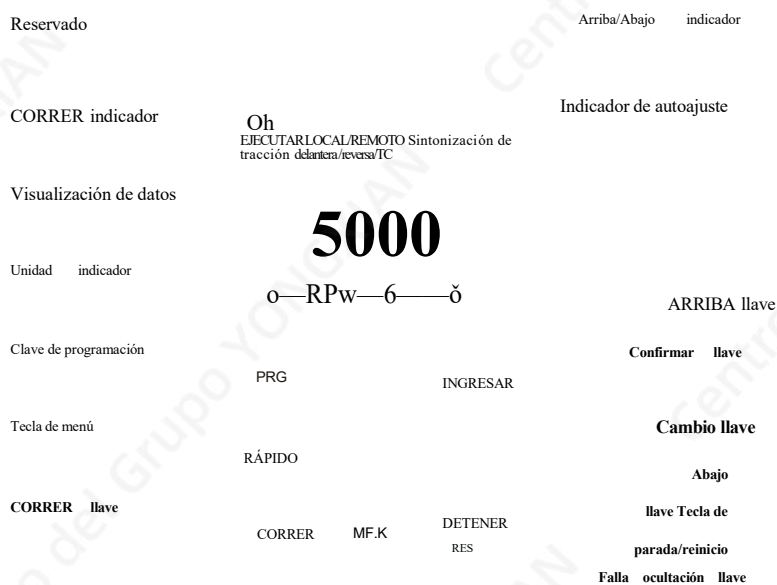 Reservado
Arriba/Abajo indicador
CORRER indicador
Indicador de autoajuste
Oh
EJECUTAR LOCAL/REMOTO Sintonización de
tracción delantera/reversa/TC
Visualización de datos
5000
Unidad indicador
o—RPw—6——ǒ
ARRIBA llave
Clave de programación
Confirmar llave
PRG
INGRESAR
Tecla de menú
Cambio llave
RÁPIDO
Abajo
CORRER llave
llave Tecla de
CORRER
MF.K
DETENER
RES
parada/reinicio
Falla ocultación llave